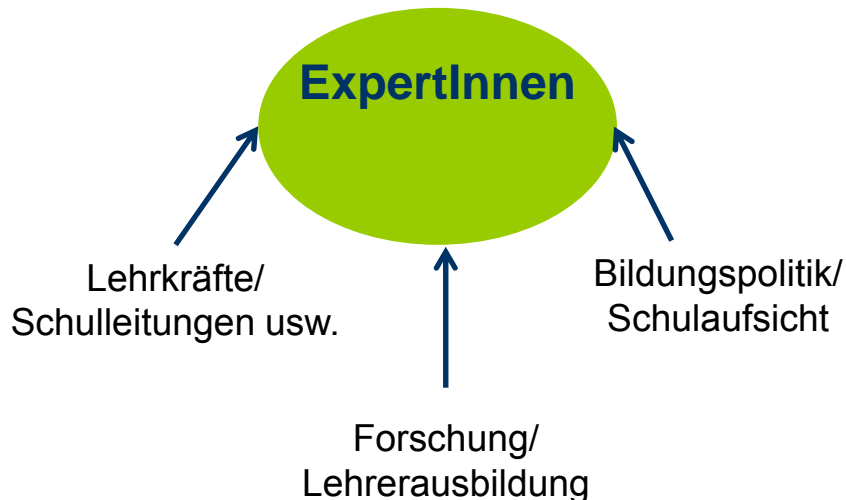 ExpertInnen
Lehrkräfte/
Schulleitungen usw.
Bildungspolitik/
Schulaufsicht
Forschung/
Lehrerausbildung